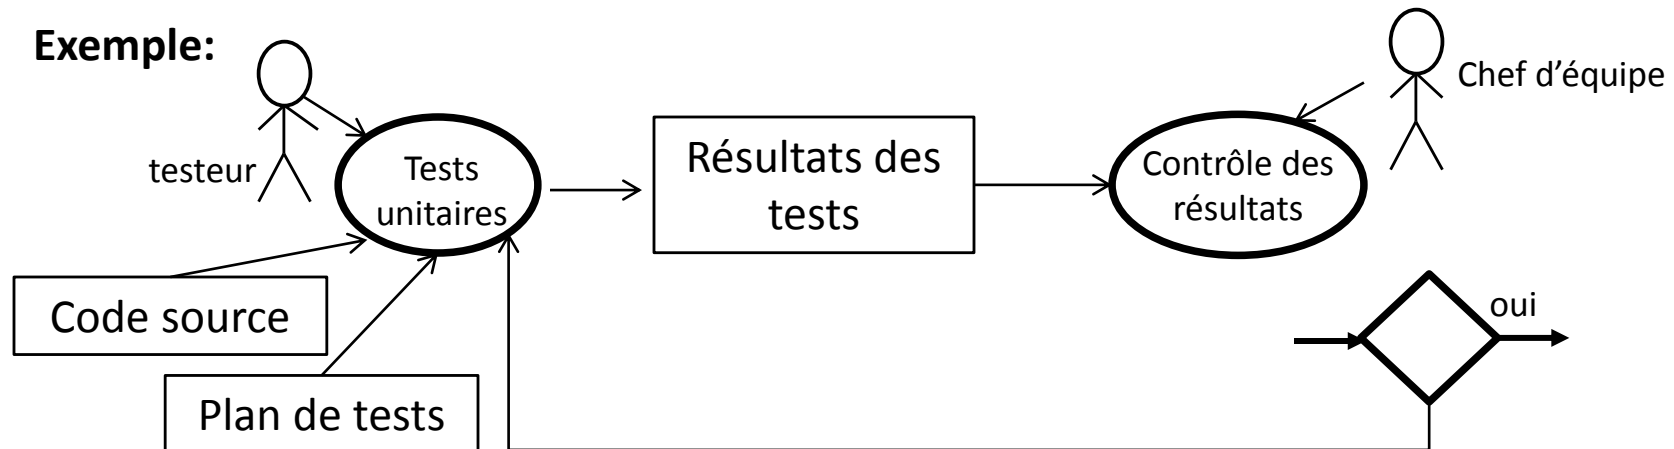 Exemple:
testeur
Tests
unitaires
Résultats des
tests
Contrôle des
résultats
Chef d’équipe
Code source
Plan de tests
oui